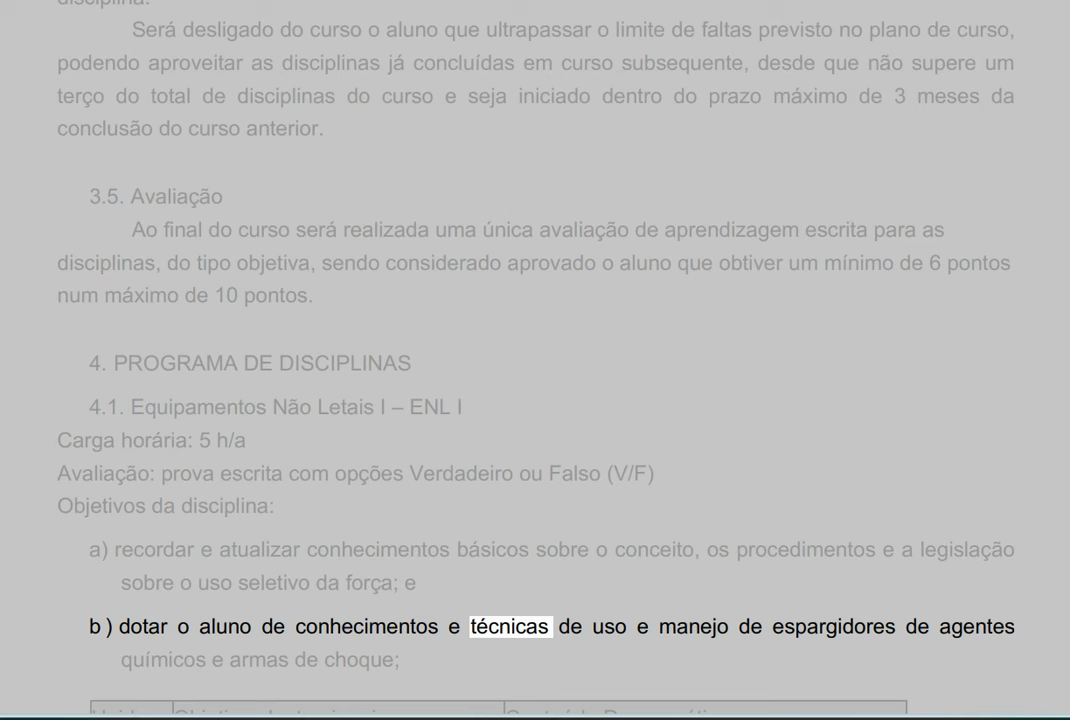 disciplina.
Será desligado do curso o aluno que ultrapassar o limite de faltas previsto no plano de curso,
podendo aproveitar as disciplinas já concluídas em curso subsequente, desde que não supere um
terço do total de disciplinas do curso e seja iniciado dentro do prazo máximo de 3 meses da
conclusão do curso anterior.
3.5. Avaliação
Ao final do curso será realizada uma única avaliação de aprendizagem escrita para as
disciplinas, do tipo objetiva, sendo considerado aprovado o aluno que obtiver um mínimo de 6 pontos
num máximo de 10 pontos.
4. PROGRAMA DE DISCIPLINAS
4.1. Equipamentos Não Letais I – ENL I
Carga horária: 5 h/a
Avaliação: prova escrita com opções Verdadeiro ou Falso (V/F)
Objetivos da disciplina:
a) recordar e atualizar conhecimentos básicos sobre o conceito, os procedimentos e a legislação
sobre o uso seletivo da força; e
b ) dotar o aluno de conhecimentos e técnicas de uso e manejo de espargidores de agentes
químicos e armas de choque;